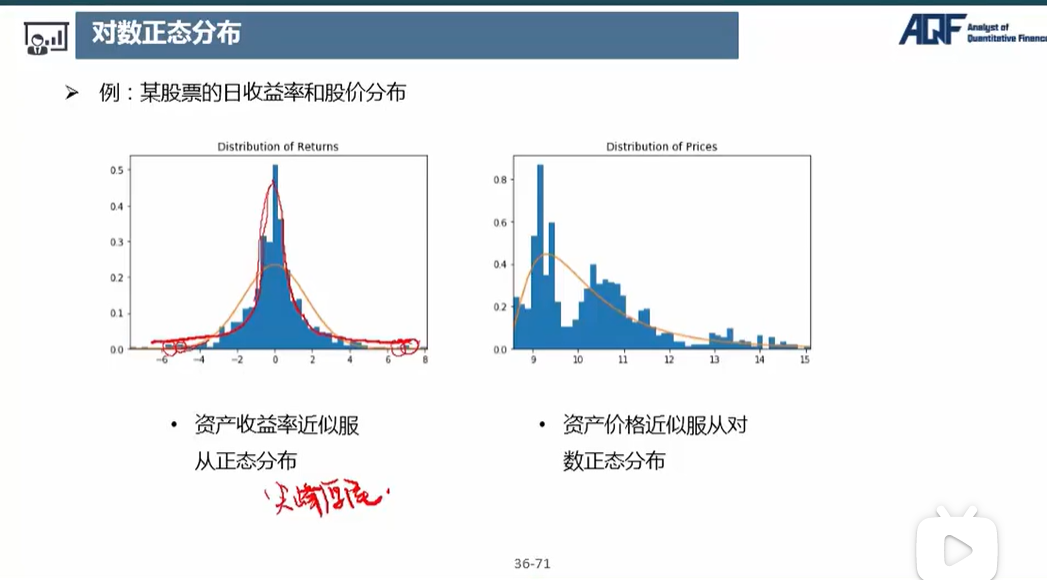 对数正态分布
AQF Analyst of
Quantitative Finance
➤ 例：某股票的日收益率和股价分布
Distribution of Returns
0.5
0.4
0.3
0.2
0.1
0.0
−6 −4 −2 0 2 4 6 8
Distribution of Prices
0.8
0.6
0.4
0.2
0.0
9 10 11 12 13 14 15
• 资产收益率近似服
从正态分布
尖峰厚尾
• 资产价格近似服从对
数正态分布
36-71